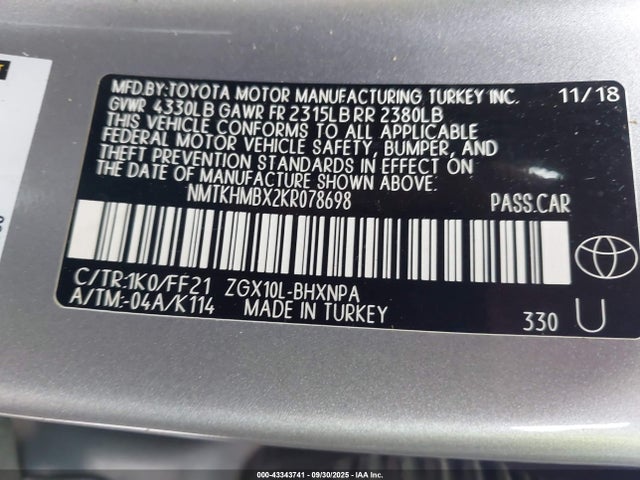 MFD.BY:TOYOTA MOTOR MANUFACTURING TURKEY INC. 11/18
GVWR 4330LB GAWR FR 2315LB RR 2380LB
THIS VEHICLE CONFORMS TO ALL APPLICABLE
FEDERAL MOTOR VEHICLE SAFETY, BUMPER, AND
THEFT PREVENTION STANDARDS IN EFFECT ON
THE DATE OF MANUFACTURE SHOWN ABOVE.
NMTKHMBX2KR078698 PASS.CAR
C/TR:1K0/FF21 ZGX10L-BHXNPA
A/TM:-04A/K114 MADE IN TURKEY 330 U
000-43343741 - 09/30/2025 - IAA Inc.